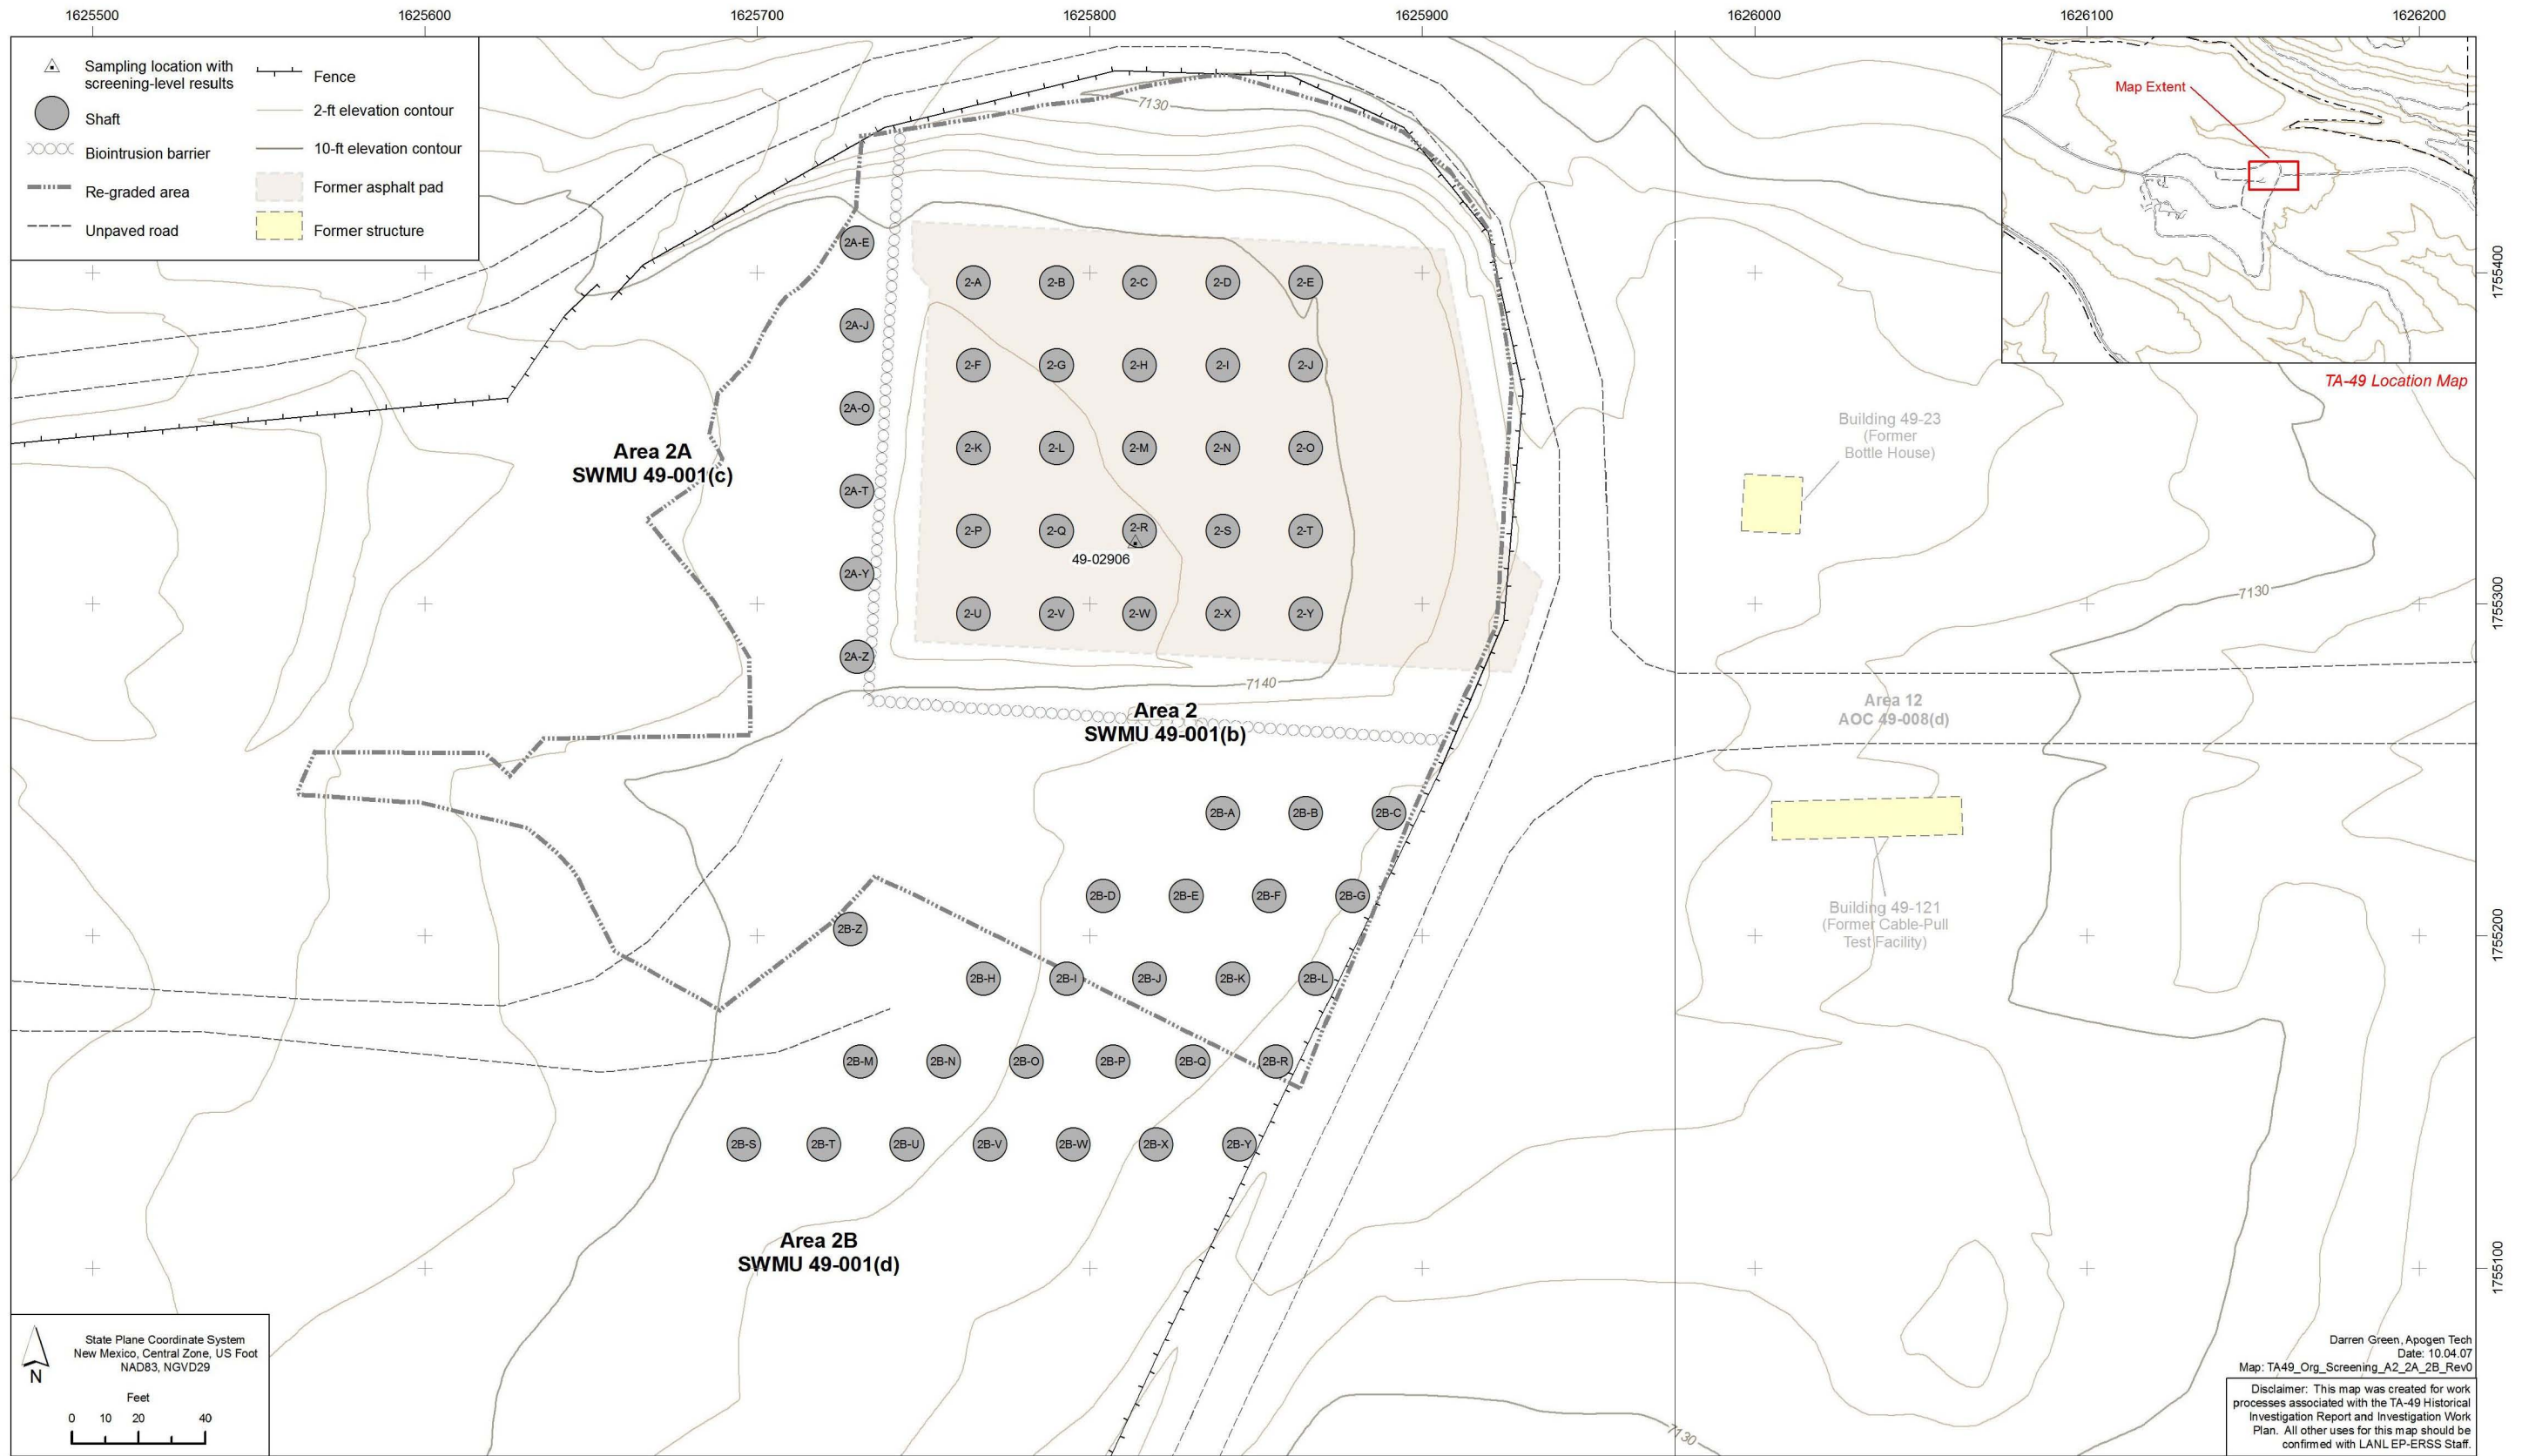 1625500
1625600
1625700
1625800
1625900
1626000
1626100
1626200
Sampling location with
screening-level results
Shaft
Biointrusion barrier
Re-graded area
Unpaved road
Fence
2-ft elevation contour
10-ft elevation contour
Former asphalt pad
Former structure
Map Extent
TA-49 Location Map
7130
1755400
1755300
1755200
1755100
2A-E
2A-J
2A-O
2A-T
2A-Y
2A-Z
2-A
2-B
2-C
2-D
2-E
2-F
2-G
2-H
2-I
2-J
2-K
2-L
2-M
2-N
2-O
2-P
2-Q
2-R
2-S
2-T
49-02906
2-U
2-V
2-W
2-X
2-Y
Area 2A
SWMU 49-001(c)
Building 49-23
(Former
Bottle House)
7130
7140
Area 2
SWMU 49-001(b)
Area 12
AOC 49-008(d)
2B-A
2B-B
2B-C
2B-D
2B-E
2B-F
2B-G
2B-Z
2B-H
2B-I
2B-J
2B-K
2B-L
2B-M
2B-N
2B-O
2B-P
2B-Q
2B-R
2B-S
2B-T
2B-U
2B-V
2B-W
2B-X
2B-Y
Building 49-121
(Former Cable-Pull
Test Facility)
Area 2B
SWMU 49-001(d)
7130
N
State Plane Coordinate System
New Mexico, Central Zone, US Foot
NAD83, NGVD29
Feet
0 10 20 40
Darren Green, Apogen Tech
Date: 10.04.07
Map: TA49_Org_Screening_A2_2A_2B_Rev0
Disclaimer: This map was created for work
processes associated with the TA-49 Historical
Investigation Report and Investigation Work
Plan. All other uses for this map should be
confirmed with LANL EP-ERSS Staff.